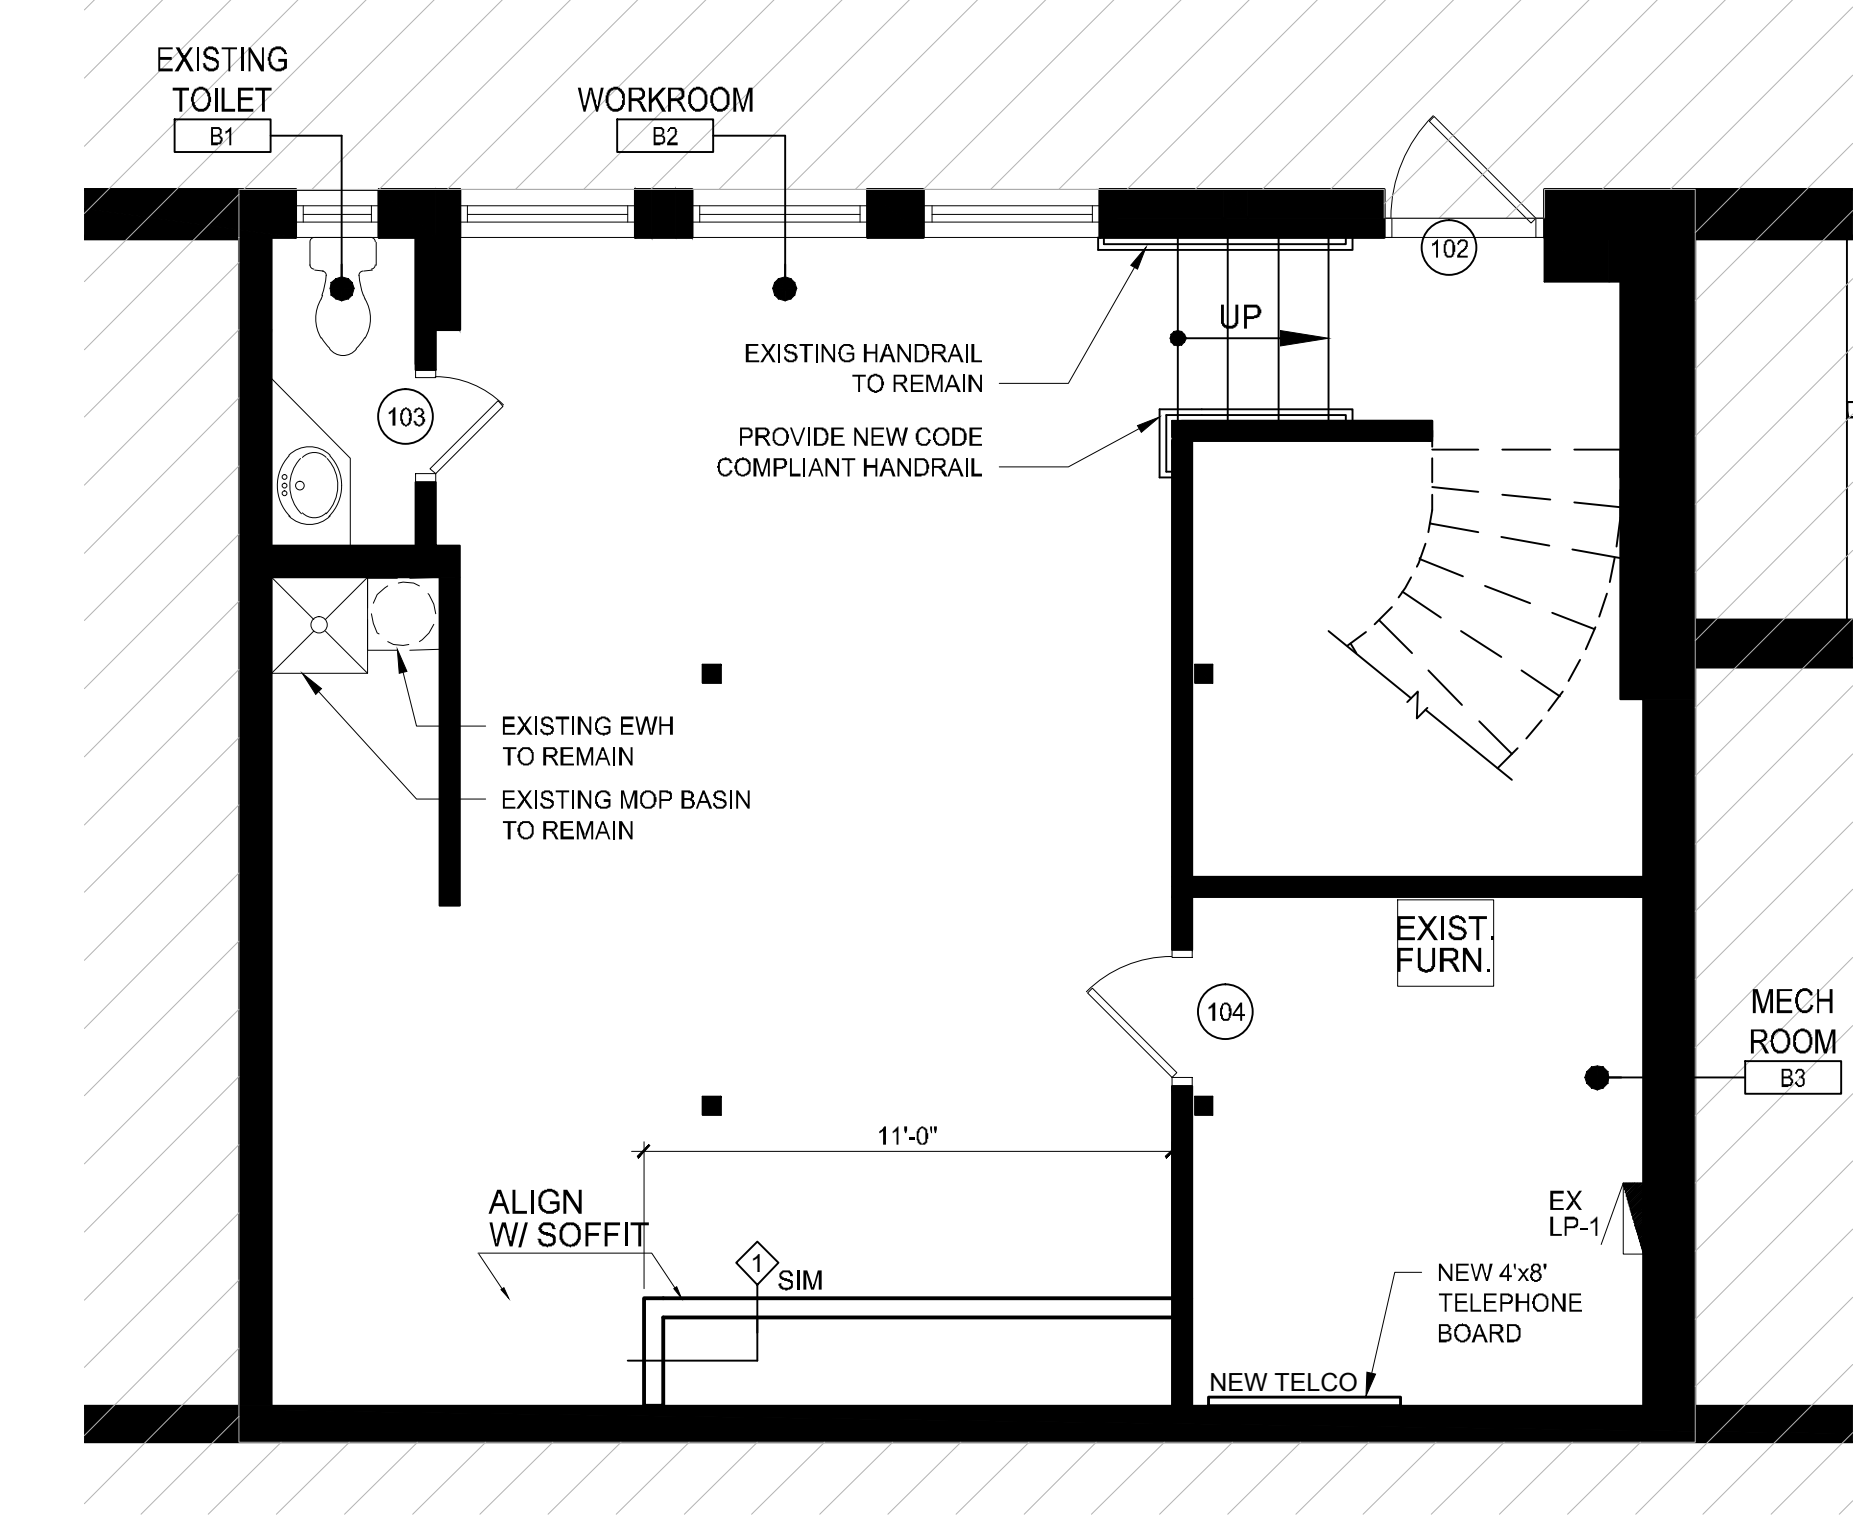 EXISTING
TOILET
B1
WORKROOM
B2
102
UP
EXISTING HANDRAIL
TO REMAIN
103
PROVIDE NEW CODE
COMPLIANT HANDRAIL
EXISTING EWH
TO REMAIN
EXISTING MOP BASIN
TO REMAIN
EXIST.
FURN.
104
MECH
ROOM
B3
11'-0"
ALIGN
W/ SOFFIT
1
SIM
EX
LP-1
NEW 4'x8'
TELEPHONE
BOARD
NEW TELCO